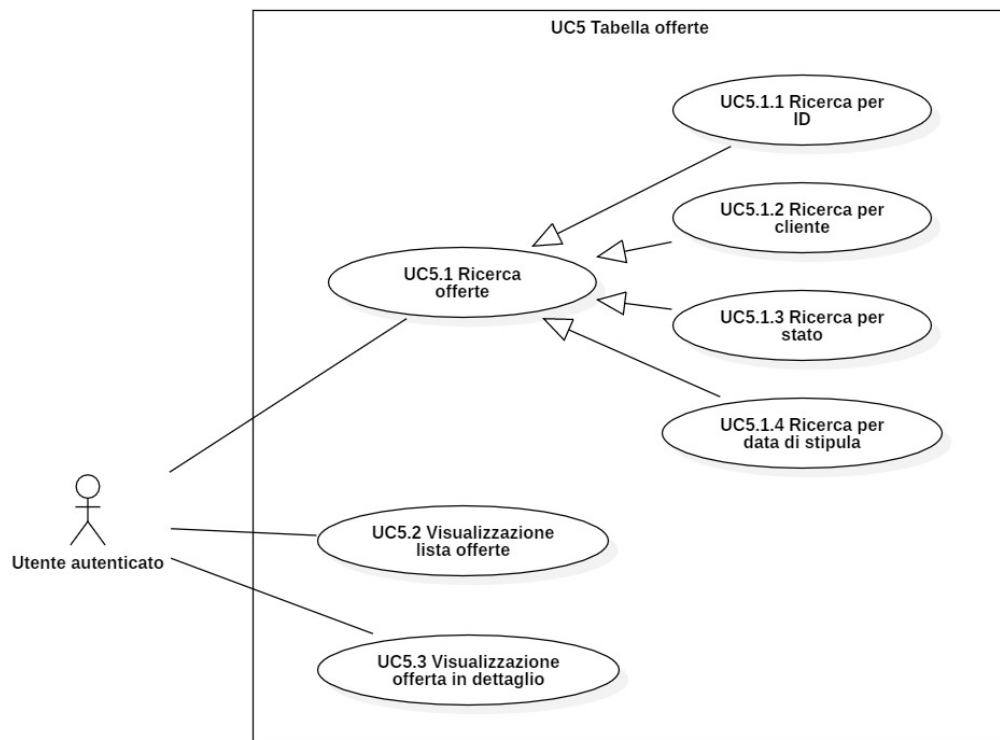 UC5 Tabella offerte
UC5.1.1 Ricerca per
ID
UC5.1.2 Ricerca per
cliente
UC5.1 Ricerca
offerte
UC5.1.3 Ricerca per
stato
UC5.1.4 Ricerca per
data di stipula
Utente autenticato
UC5.2 Visualizzazione
lista offerte
UC5.3 Visualizzazione
offerta in dettaglio